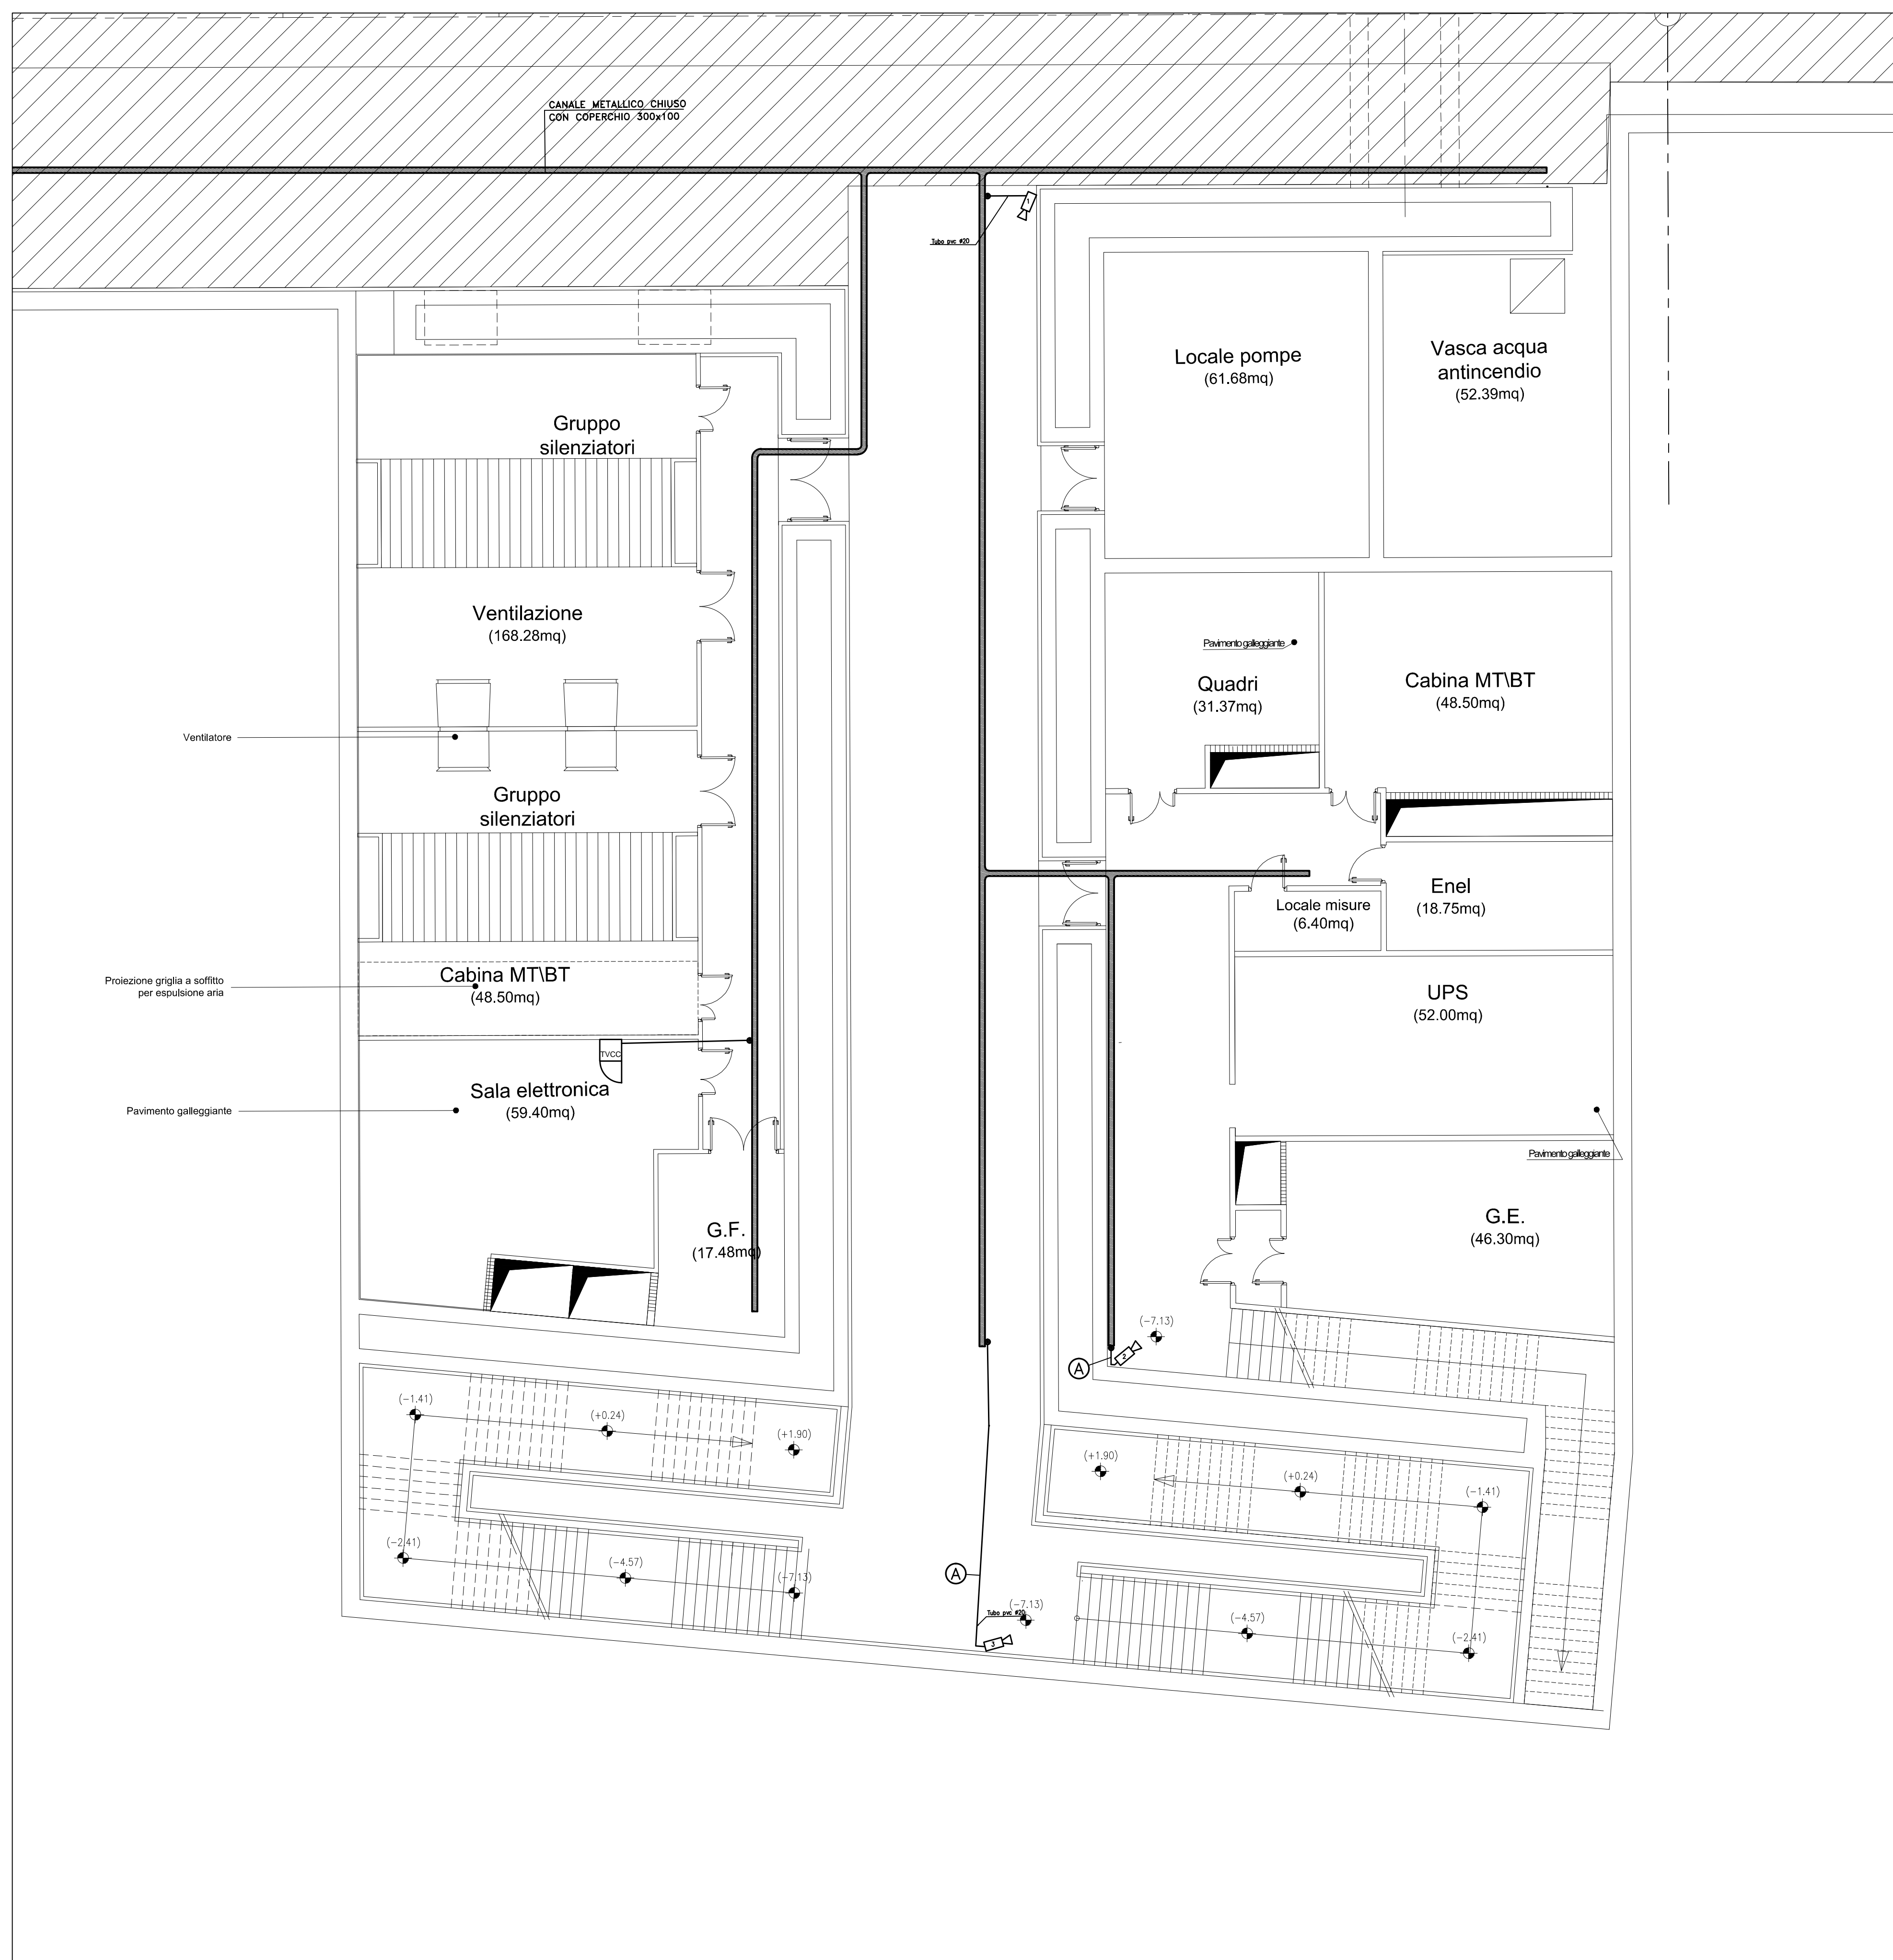 CANALE METALLICO CHIUSO
CON COPERCHIO 300x100
1
Tubo pvc ø20
Locale pompe
(61.68mq)
Vasca acqua
antincendio
(52.39mq)
Gruppo
silenziatori
Ventilazione
(168.28mq)
Pavimento galleggiante
Quadri
(31.37mq)
Cabina MT\BT
(48.50mq)
Ventilatore
Gruppo
silenziatori
Enel
(18.75mq)
Locale misure
(6.40mq)
Proiezione griglia a soffitto
per espulsione aria
Cabina MT\BT
(48.50mq)
UPS
(52.00mq)
TVCC
Sala elettronica
(59.40mq)
Pavimento galleggiante
Pavimento galleggiante
G.F.
(17.48mq)
G.E.
(46.30mq)
(-7.13)
2
A
(-1.41)
(+0.24)
(+1.90)
(+1.90)
(+0.24)
(-1.41)
(-2.41)
(-4.57)
(-7.13)
A
Tubo pvc ø20
(-7.13)
3
(-4.57)
(-2.41)